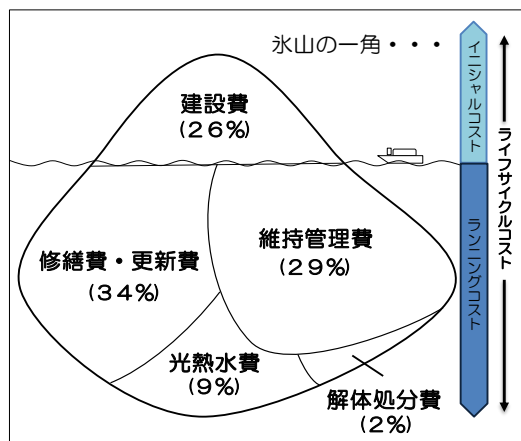 氷山の一角・・・
建設費
(26%)
修繕費・更新費
(34%)
維持管理費
(29%)
光熱水費
(9%)
解体処分費
(2%)
イニシャルコスト
ランニングコスト
ライフサイクルコスト